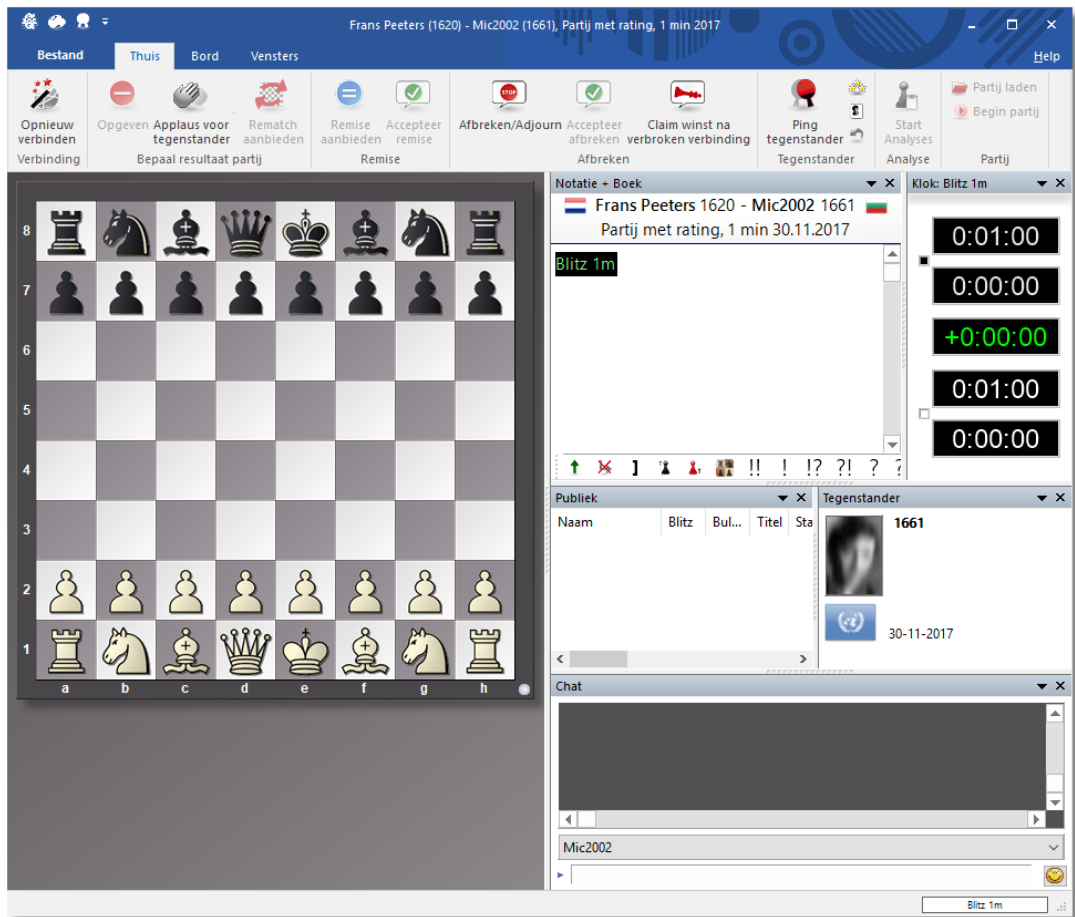 Frans Peeters (1620) - Mic2002 (1661), Partij met rating, 1 min 2017
Bestand Thuis Bord Vensters Help
Opnieuw verbinden
Opgeven
Applaus voor tegenstander
Rematch aanbieden
Remise aanbieden
Accepteer remise
Afbreken/Adjourn
Accepteer afbreken
Claim winst na verbroken verbinding
Ping tegenstander
Start Analyses
Partij laden
Begin partij
Verbinding Bepaal resultaat partij Remise Afbreken Tegenstander Analyse Partij
8
7
6
5
4
3
2
1
a b c d e f g h
Notatie + Boek
Frans Peeters 1620 - Mic2002 1661
Partij met rating, 1 min 30.11.2017
Blitz 1m
] !! ! !? ?! ? ?
Klok: Blitz 1m
0:01:00
0:00:00
+0:00:00
0:01:00
0:00:00
Publiek
Naam Blitz Bul... Titel Sta
Tegenstander
1661
30-11-2017
Chat
Mic2002
Blitz 1m